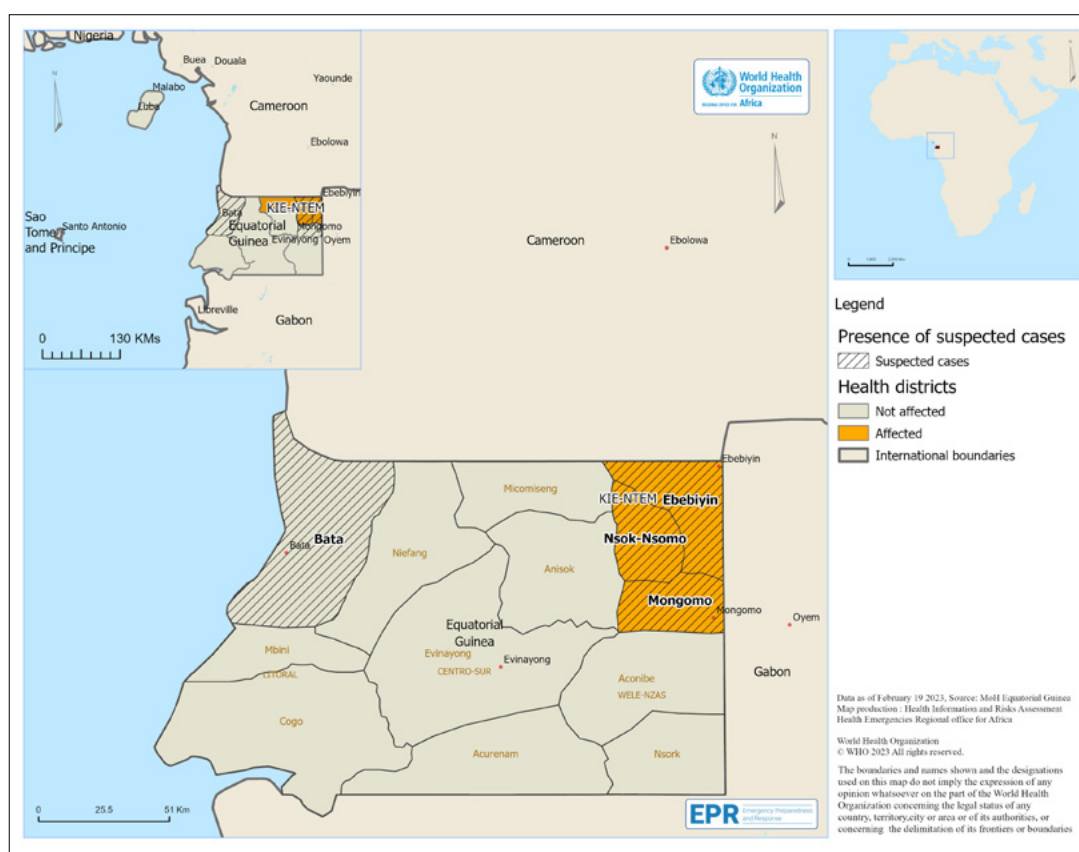 Nigeria
Buea
Douala
Malabo
Luba
Yaounde
Cameroon
Ebolowa
Ebebiyin
KIE-NTEM
Bata
Mongomo
Equatorial
Guinea
Evinayong
Oyem
Sao
Tome
and Principe
Santo Antonio
Libreville
Gabon
0 130 KMs
N
World Health
Organization
REGIONAL OFFICE FOR Africa
N
Cameroon
Ebolowa
Ebebiyin
KIE-NTEM
Ebebiyin
Micomiseng
Nsok-Nsomo
Bata
Bata
Niefang
Anisok
Mongomo
Mongomo
Oyem
Equatorial
Guinea
Evinayong
Evinayong
CENTRO-SUR
Mbini
LITORAL
Aconibe
WELE-NZAS
Gabon
Cogo
Acurenam
Nsork
0 25.5 51 Km
EPR
Emergency Preparedness
and Response
N
Legend
Presence of suspected cases
Suspected cases
Health districts
Not affected
Affected
International boundaries
Data as of February 19 2023, Source: MoH Equatorial Guinea
Map production : Health Information and Risks Assessment
Health Emergencies Regional office for Africa
World Health Organization
© WHO 2023 All rights reserved.
The boundaries and names shown and the designations
used on this map do not imply the expression of any
opinion whatsoever on the part of the World Health
Organization concerning the legal status of any
country, territory,city or area or of its authorities, or
concerning the delimitation of its frontiers or boundaries